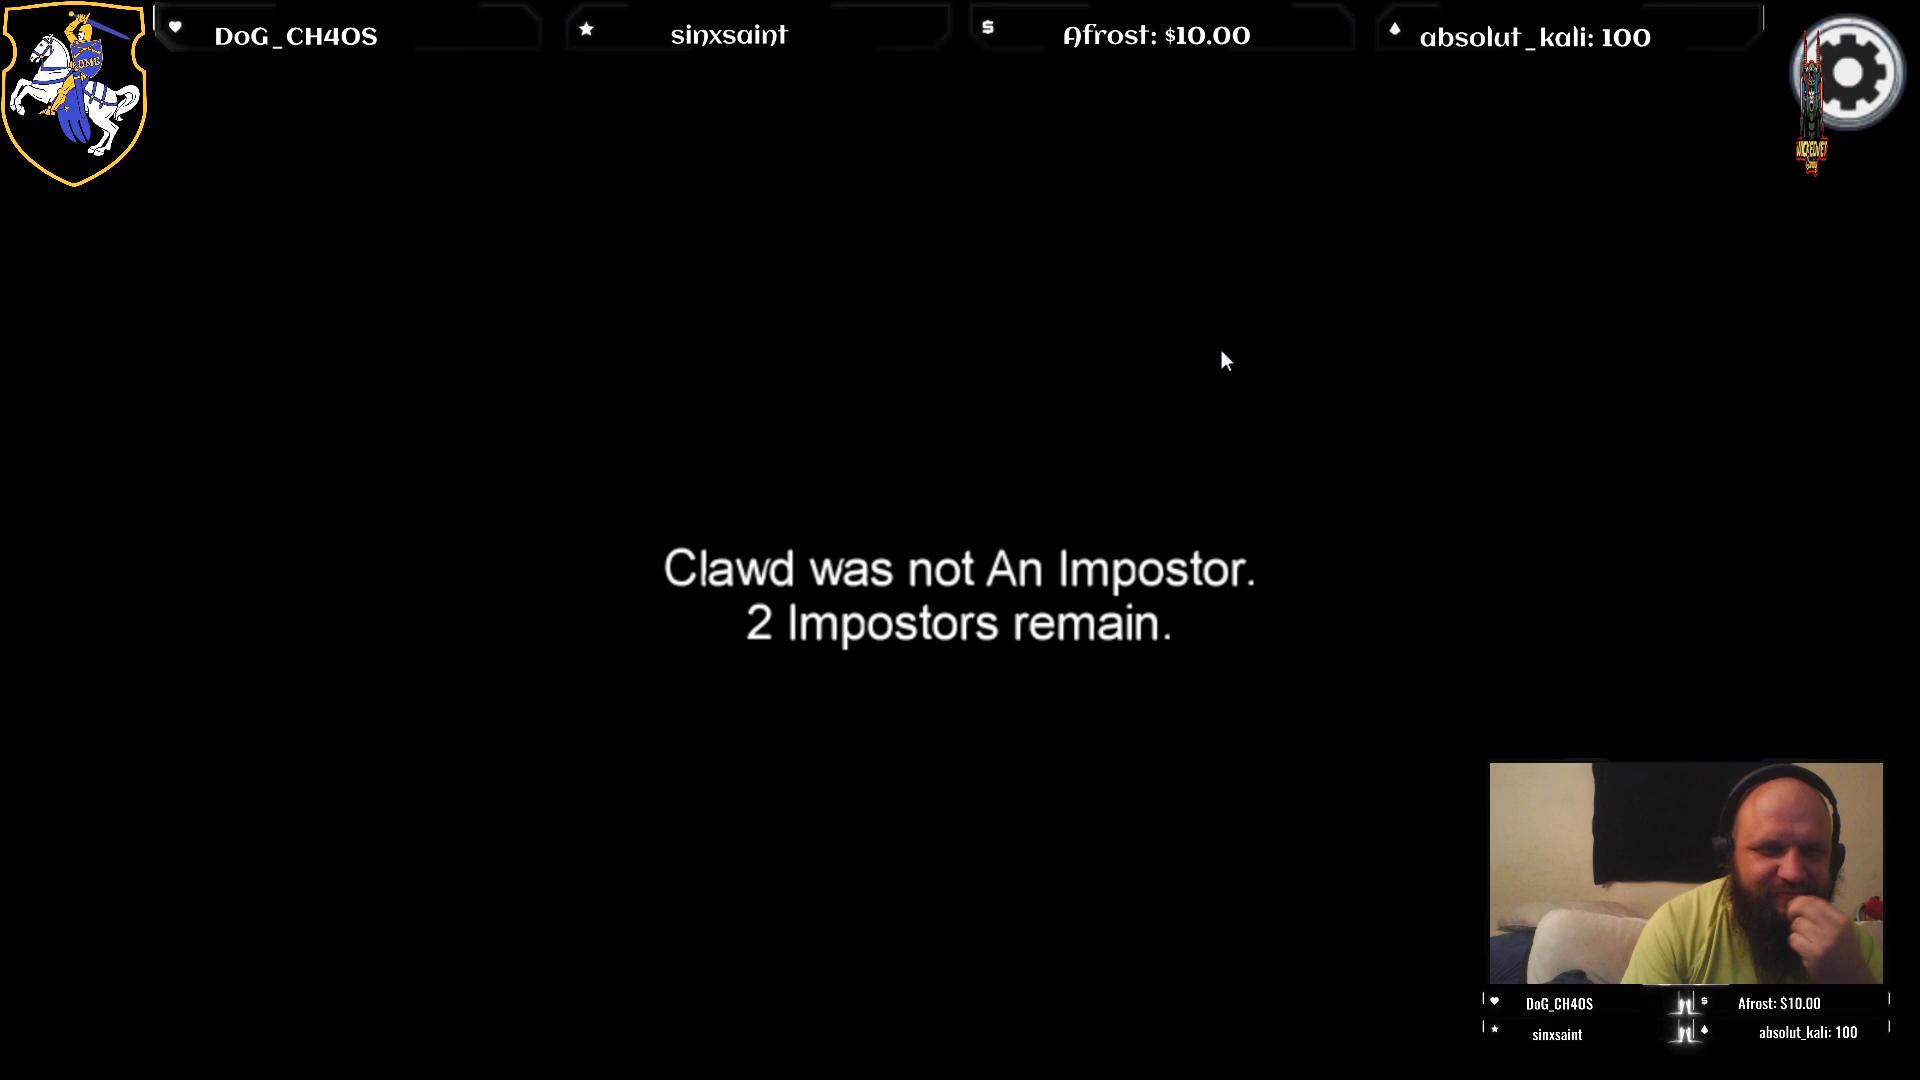 DoG_CH4OS
sinxsaint
$
Afrost: $10.00
absolut_kali: 100
Clawd was not An Impostor.
2 Impostors remain.
DoG_CH4OS
$
Afrost: $10.00
sinxsaint
absolut_kali: 100